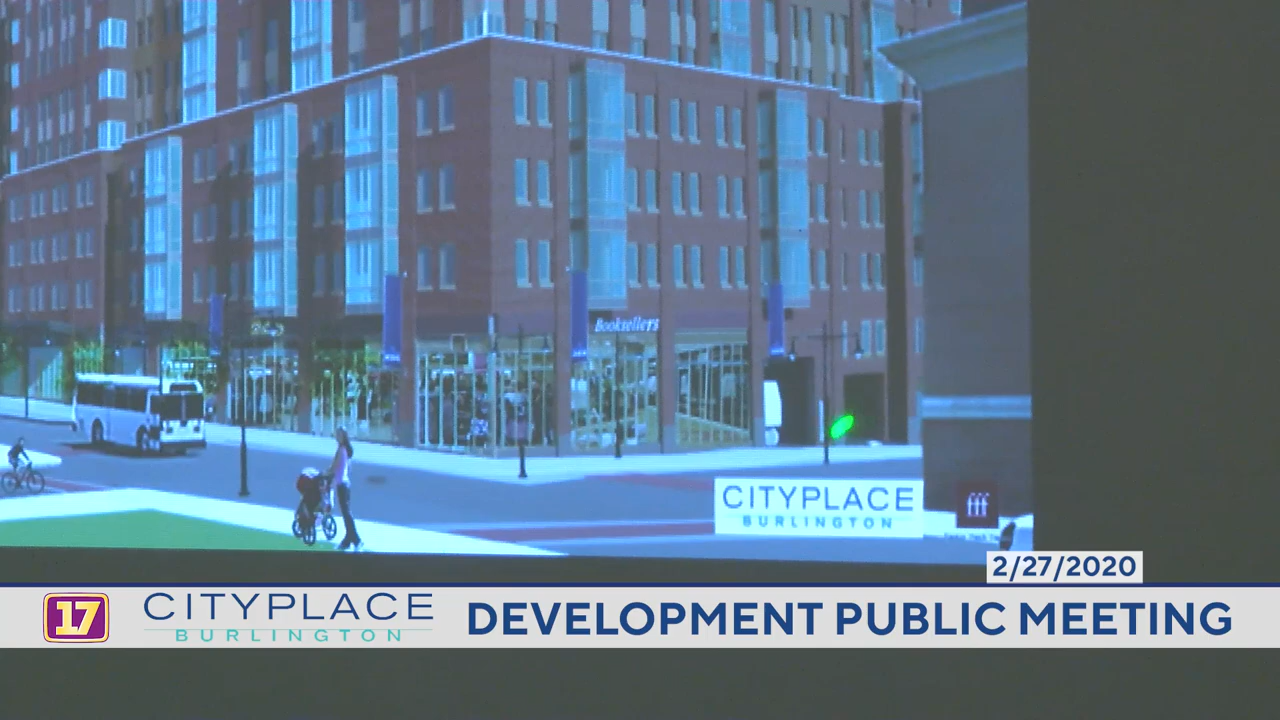 Booksellers
CITYPLACE
BURLINGTON
fff
2/27/2020
17
CITYPLACE
BURLINGTON
DEVELOPMENT PUBLIC MEETING